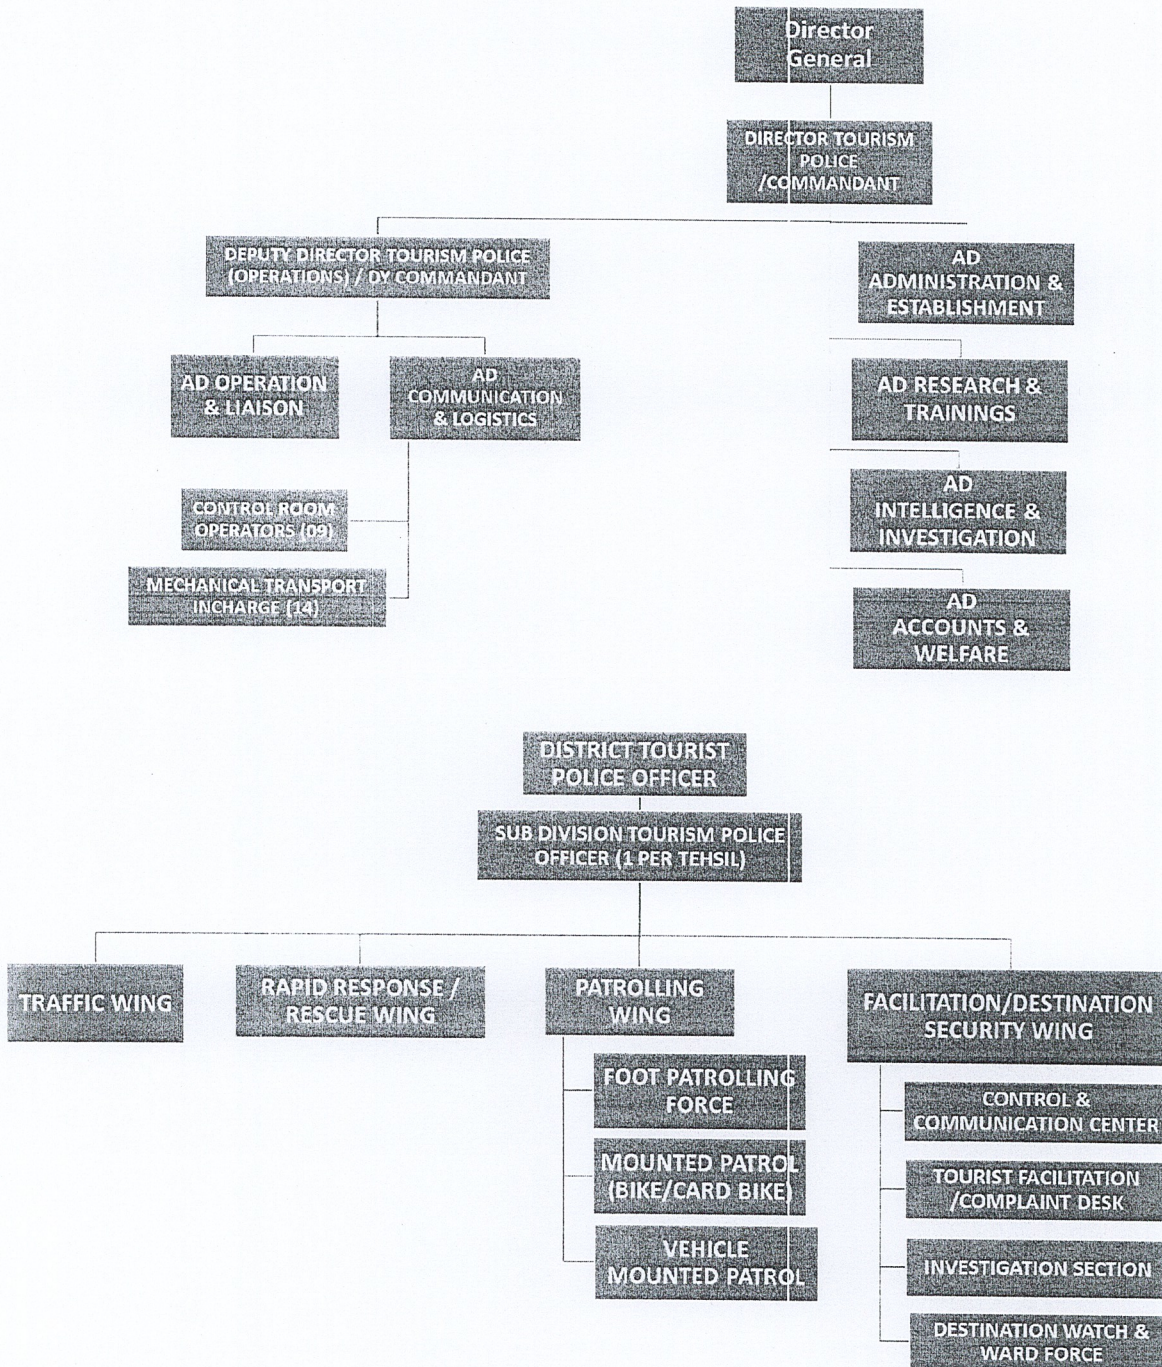 Director
General
DIRECTOR TOURISM
POLICE
/COMMANDANT
DEPUTY DIRECTOR TOURISM POLICE
(OPERATIONS) / DY COMMANDANT
AD OPERATION
& LIAISON
AD
COMMUNICATION
& LOGISTICS
CONTROL ROOM
OPERATORS (09)
MECHANICAL TRANSPORT
INCHARGE (14)
AD
ADMINISTRATION &
ESTABLISHMENT
AD RESEARCH &
TRAININGS
AD
INTELLIGENCE &
INVESTIGATION
AD
ACCOUNTS &
WELFARE
DISTRICT TOURIST
POLICE OFFICER
SUB DIVISION TOURISM POLICE
OFFICER (1 PER TEHSIL)
TRAFFIC WING
RAPID RESPONSE /
RESCUE WING
PATROLLING
WING
FOOT PATROLLING
FORCE
MOUNTED PATROL
(BIKE/CARD BIKE)
VEHICLE
MOUNTED PATROL
FACILITATION/DESTINATION
SECURITY WING
CONTROL &
COMMUNICATION CENTER
TOURIST FACILITATION
/COMPLAINT DESK
INVESTIGATION SECTION
DESTINATION WATCH &
WARD FORCE